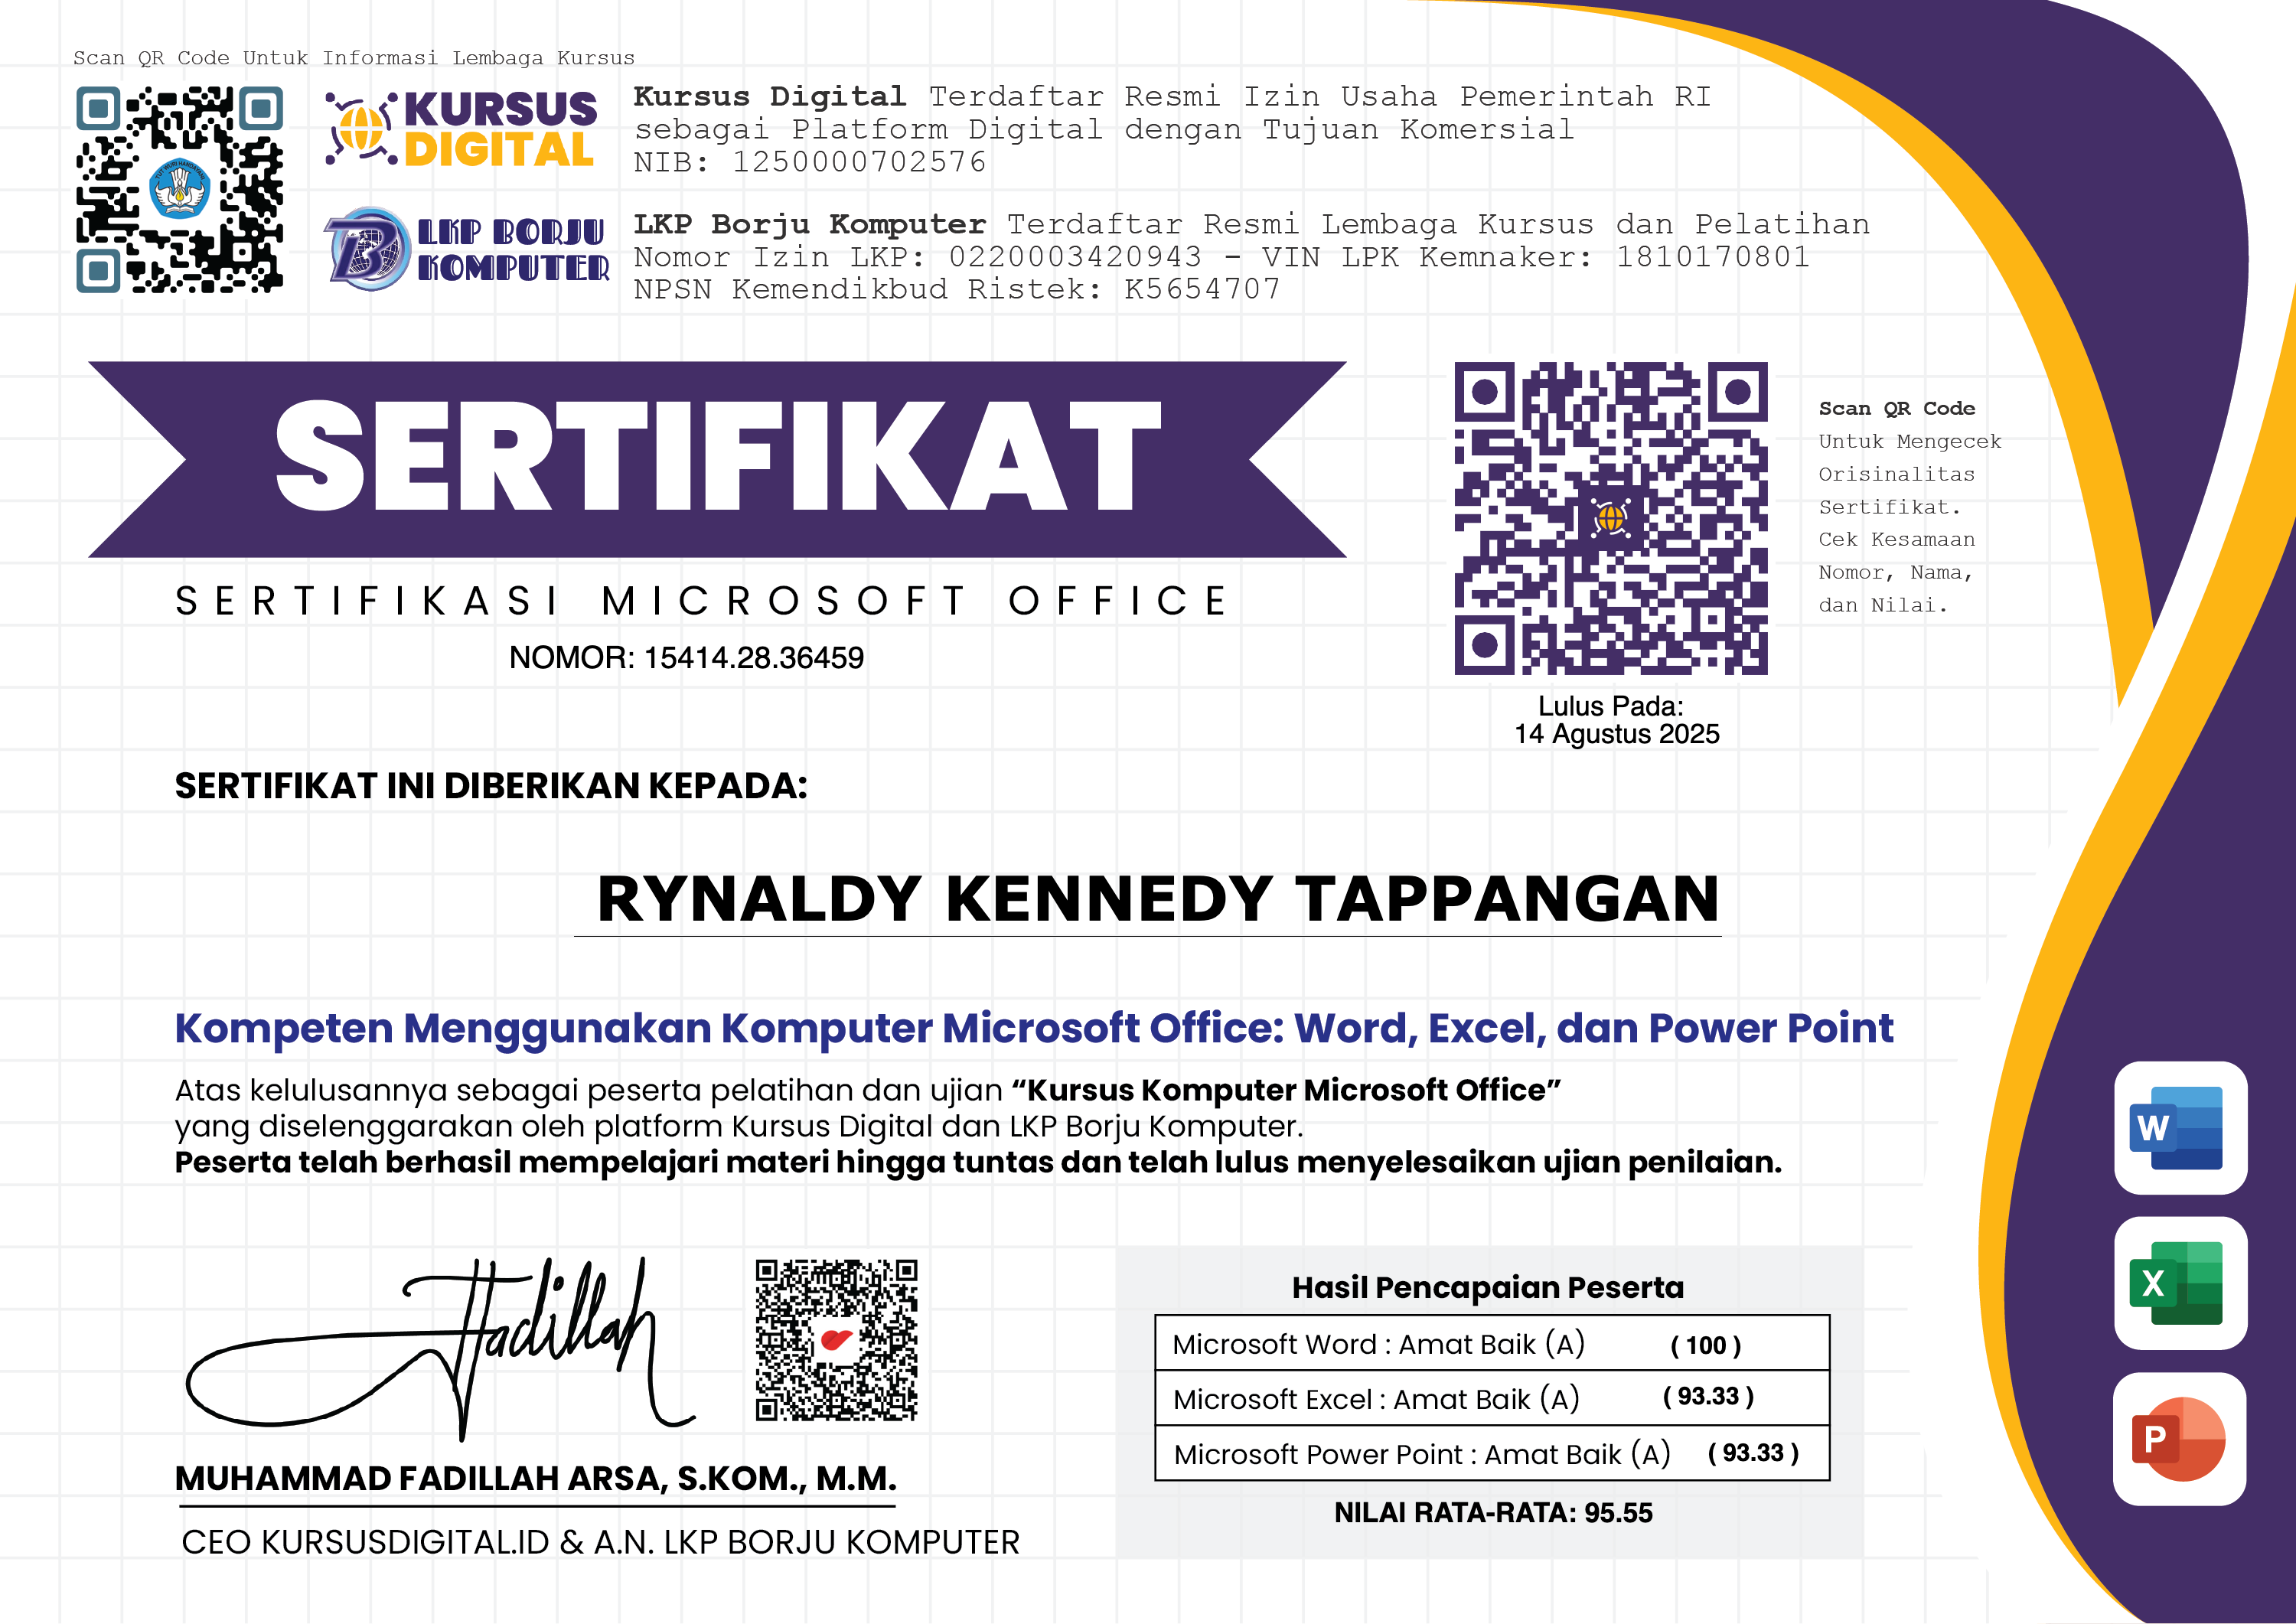 Scan QR Code Untuk Informasi Lembaga Kursus
KURSUS
DIGITAL
Kursus Digital Terdaftar Resmi Izin Usaha Pemerintah RI
sebagai Platform Digital dengan Tujuan Komersial
NIB: 1250000702576
LKP BORJU
KOMPUTER
LKP Borju Komputer Terdaftar Resmi Lembaga Kursus dan Pelatihan
Nomor Izin LKP: 0220003420943 - VIN LPK Kemnaker: 1810170801
NPSN Kemendikbud Ristek: K5654707
SERTIFIKAT
SERTIFIKASI MICROSOFT OFFICE
NOMOR: 15414.28.36459
Scan QR Code
Untuk Mengecek
Orisinalitas
Sertifikat.
Cek Kesamaan
Nomor, Nama,
dan Nilai.
Lulus Pada:
14 Agustus 2025
SERTIFIKAT INI DIBERIKAN KEPADA:
RYNALDY KENNEDY TAPPANGAN
Kompeten Menggunakan Komputer Microsoft Office: Word, Excel, dan Power Point
Atas kelulusannya sebagai peserta pelatihan dan ujian “Kursus Komputer Microsoft Office”
yang diselenggarakan oleh platform Kursus Digital dan LKP Borju Komputer.
Peserta telah berhasil mempelajari materi hingga tuntas dan telah lulus menyelesaikan ujian penilaian.
W
X
P
Fadillah
MUHAMMAD FADILLAH ARSA, S.KOM., M.M.
CEO KURSUSDIGITAL.ID & A.N. LKP BORJU KOMPUTER
Hasil Pencapaian Peserta
Microsoft Word : Amat Baik (A) ( 100 )
Microsoft Excel : Amat Baik (A) ( 93.33 )
Microsoft Power Point : Amat Baik (A) ( 93.33 )
NILAI RATA-RATA: 95.55